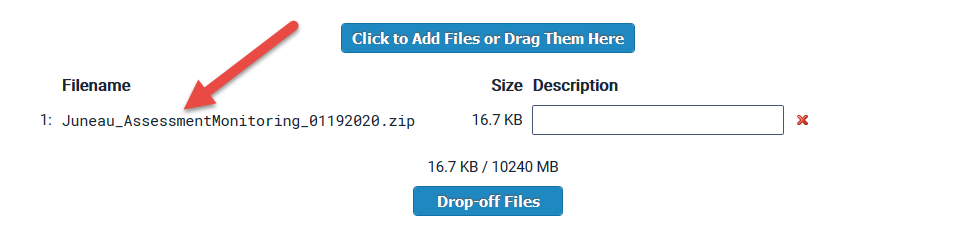 Click to Add Files or Drag Them Here
Filename Size Description
1: Juneau_AssessmentMonitoring_01192020.zip 16.7 KB
16.7 KB / 10240 MB
Drop-off Files